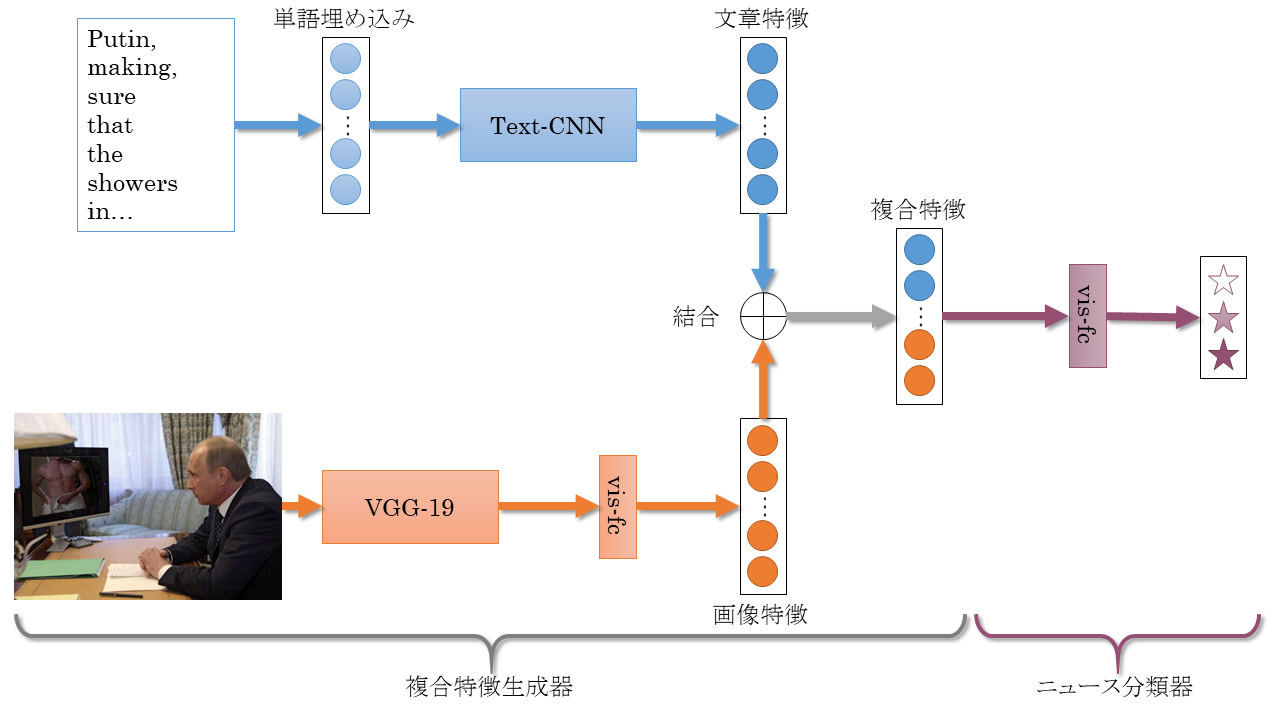 単語埋め込み
文章特徴
Putin,
making,
sure
that
the
showers
in...
Text-CNN
複合特徴
結合
vis-fc
VGG-19
vis-fc
画像特徴
複合特徴生成器
ニュース分類器